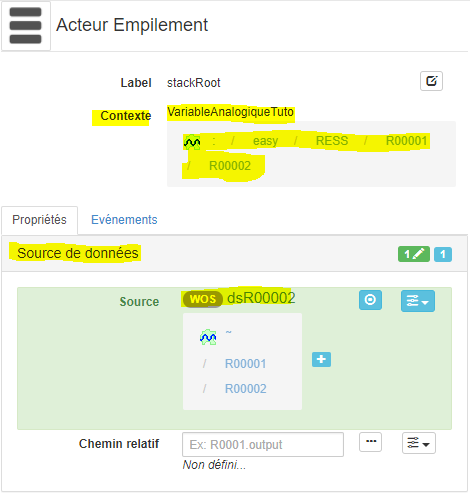 Acteur Empilement
Label stackRoot
Contexte VariableAnalogiqueTuto
: / easy / RESS / R00001
/ R00002
Propriétés Evénements
Source de données 1 1
Source WOS dsR00002
~
/ R00001
/ R00002
Chemin relatif Ex: R0001.output
Non défini...